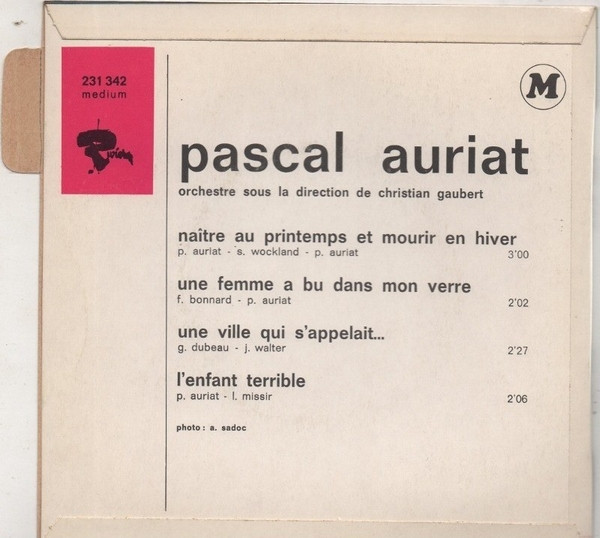 231 342
medium
Riviera
M
pascal auriat
orchestre sous la direction de christian gaubert
naître au printemps et mourir en hiver
p. auriat - s. wockland - p. auriat 3'00
une femme a bu dans mon verre
f. bonnard - p. auriat 2'02
une ville qui s'appelait...
g. dubeau - j. walter 2'27
l'enfant terrible
p. auriat - l. missir 2'06
photo : a. sadoc